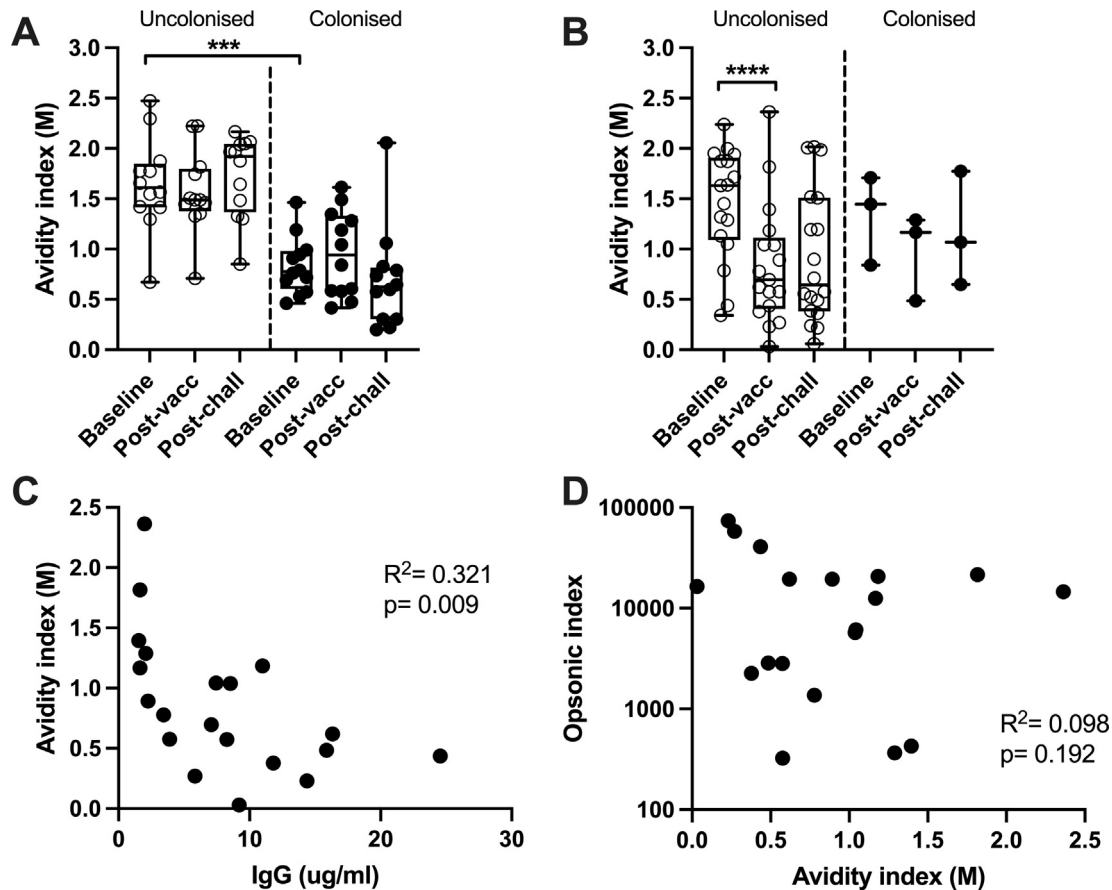 A
Uncolonised Colonised
***
3.0
2.5
2.0
1.5
1.0
0.5
0.0
Avidity index (M)
Baseline
Post-vacc
Post-chall
Baseline
Post-vacc
Post-chall
B
Uncolonised Colonised
****
3.0
2.5
2.0
1.5
1.0
0.5
0.0
Avidity index (M)
Baseline
Post-vacc
Post-chall
Baseline
Post-vacc
Post-chall
C
2.5
2.0
1.5
1.0
0.5
0.0
Avidity index (M)
R²= 0.321
p= 0.009
0 10 20 30
IgG (ug/ml)
D
100000
10000
1000
100
Opsonic index
R²= 0.098
p= 0.192
0.0 0.5 1.0 1.5 2.0 2.5
Avidity index (M)